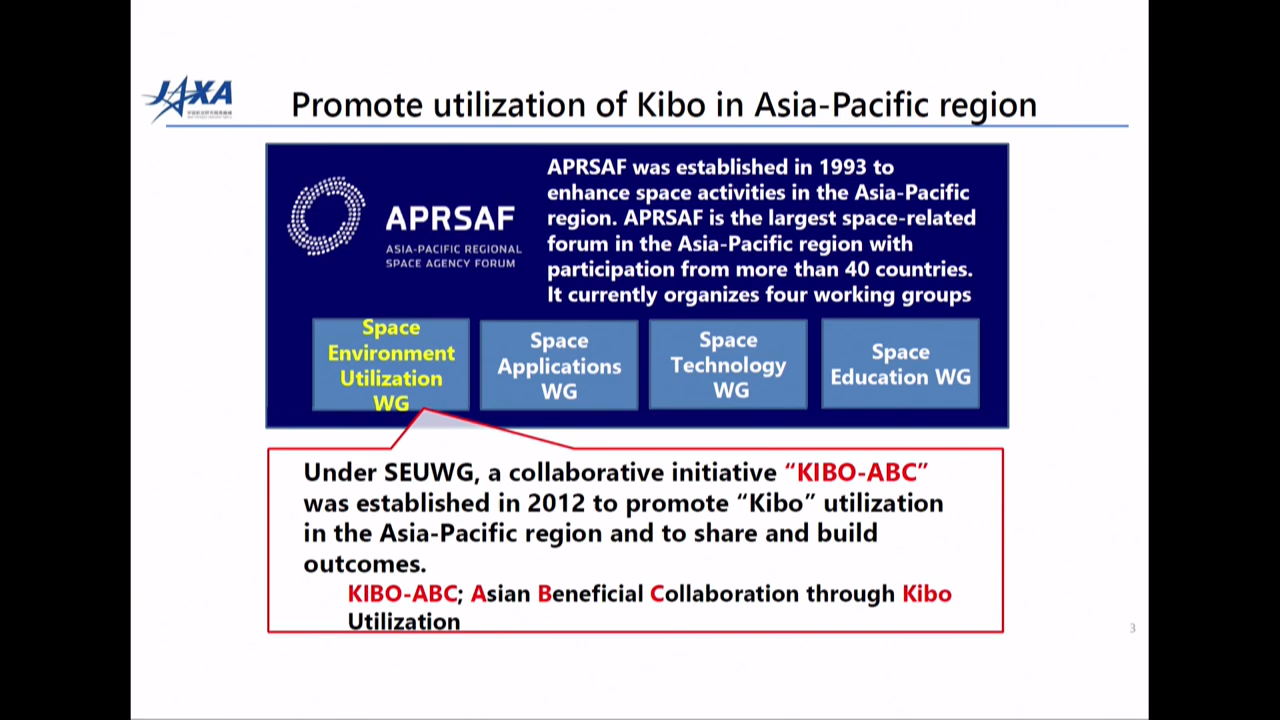 JAXA
Promote utilization of Kibo in Asia-Pacific region
APRSAF
ASIA-PACIFIC REGIONAL
SPACE AGENCY FORUM
APRSAF was established in 1993 to
enhance space activities in the Asia-Pacific
region. APRSAF is the largest space-related
forum in the Asia-Pacific region with
participation from more than 40 countries.
It currently organizes four working groups
Space
Environment
Utilization
WG
Space
Applications
WG
Space
Technology
WG
Space
Education WG
Under SEUWG, a collaborative initiative “KIBO-ABC”
was established in 2012 to promote “Kibo” utilization
in the Asia-Pacific region and to share and build
outcomes.
KIBO-ABC; Asian Beneficial Collaboration through Kibo
Utilization
3